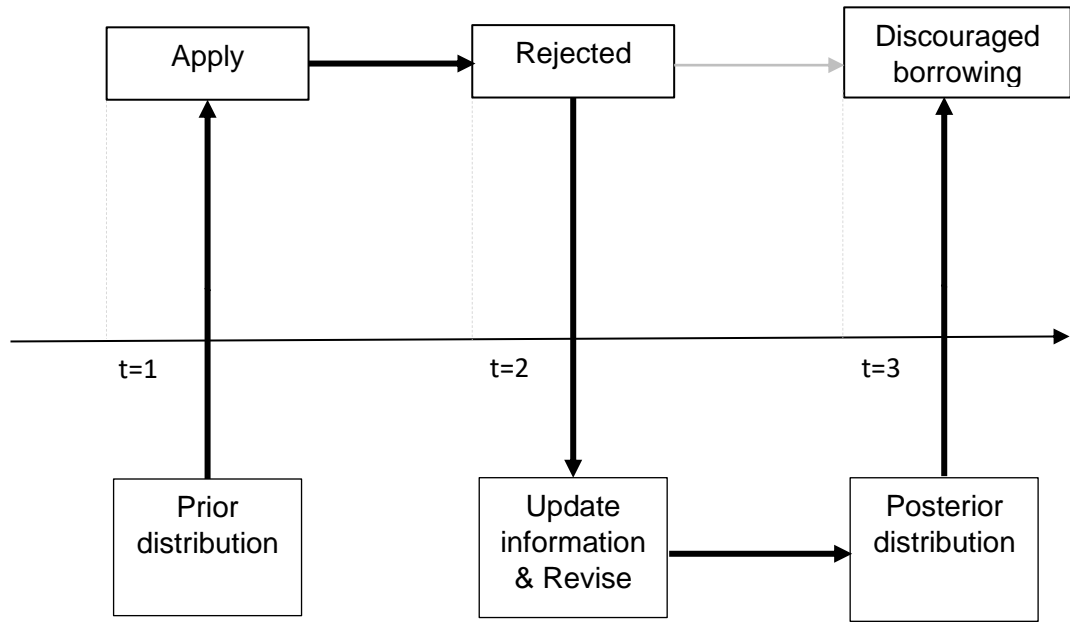 Apply
Rejected
Discouraged
borrowing
t=1
t=2
t=3
Prior
distribution
Update
information
& Revise
Posterior
distribution